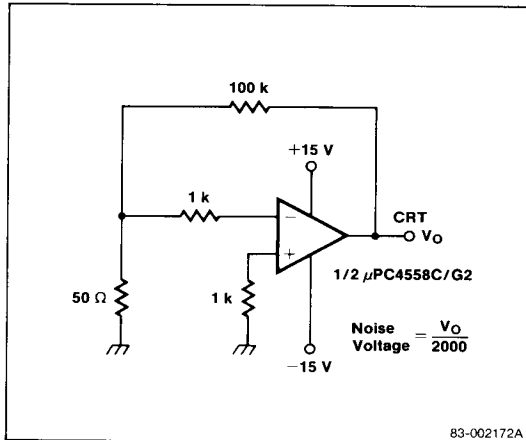 100 k
+15 V
1 k
−
+
CRT
V_O
1/2 μPC4558C/G2
50 Ω
1 k
Noise Voltage = V_O / 2000
−15 V
83-002172A